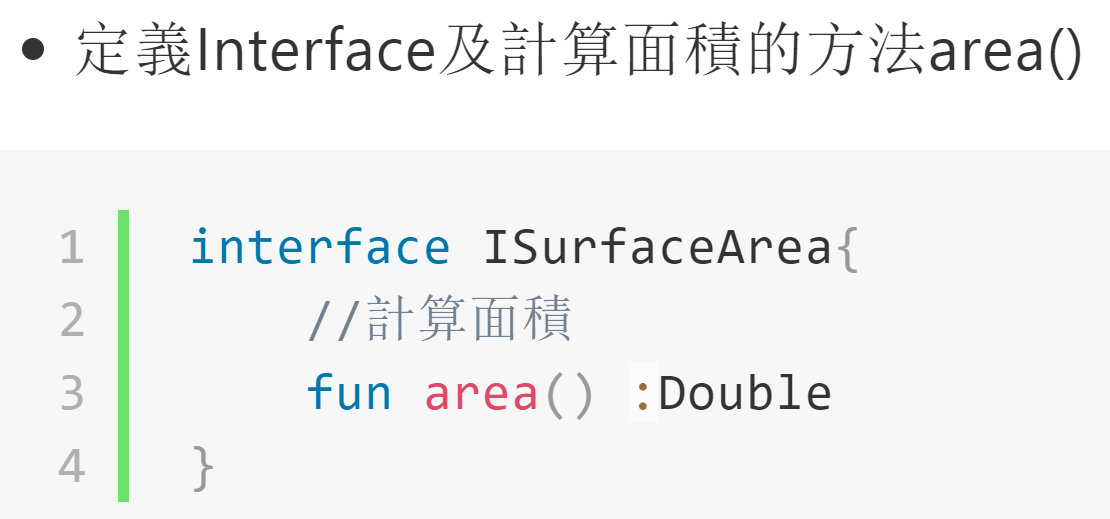 • 定義Interface及計算面積的方法area()
1 interface ISurfaceArea{
2     //計算面積
3     fun area() :Double
4 }